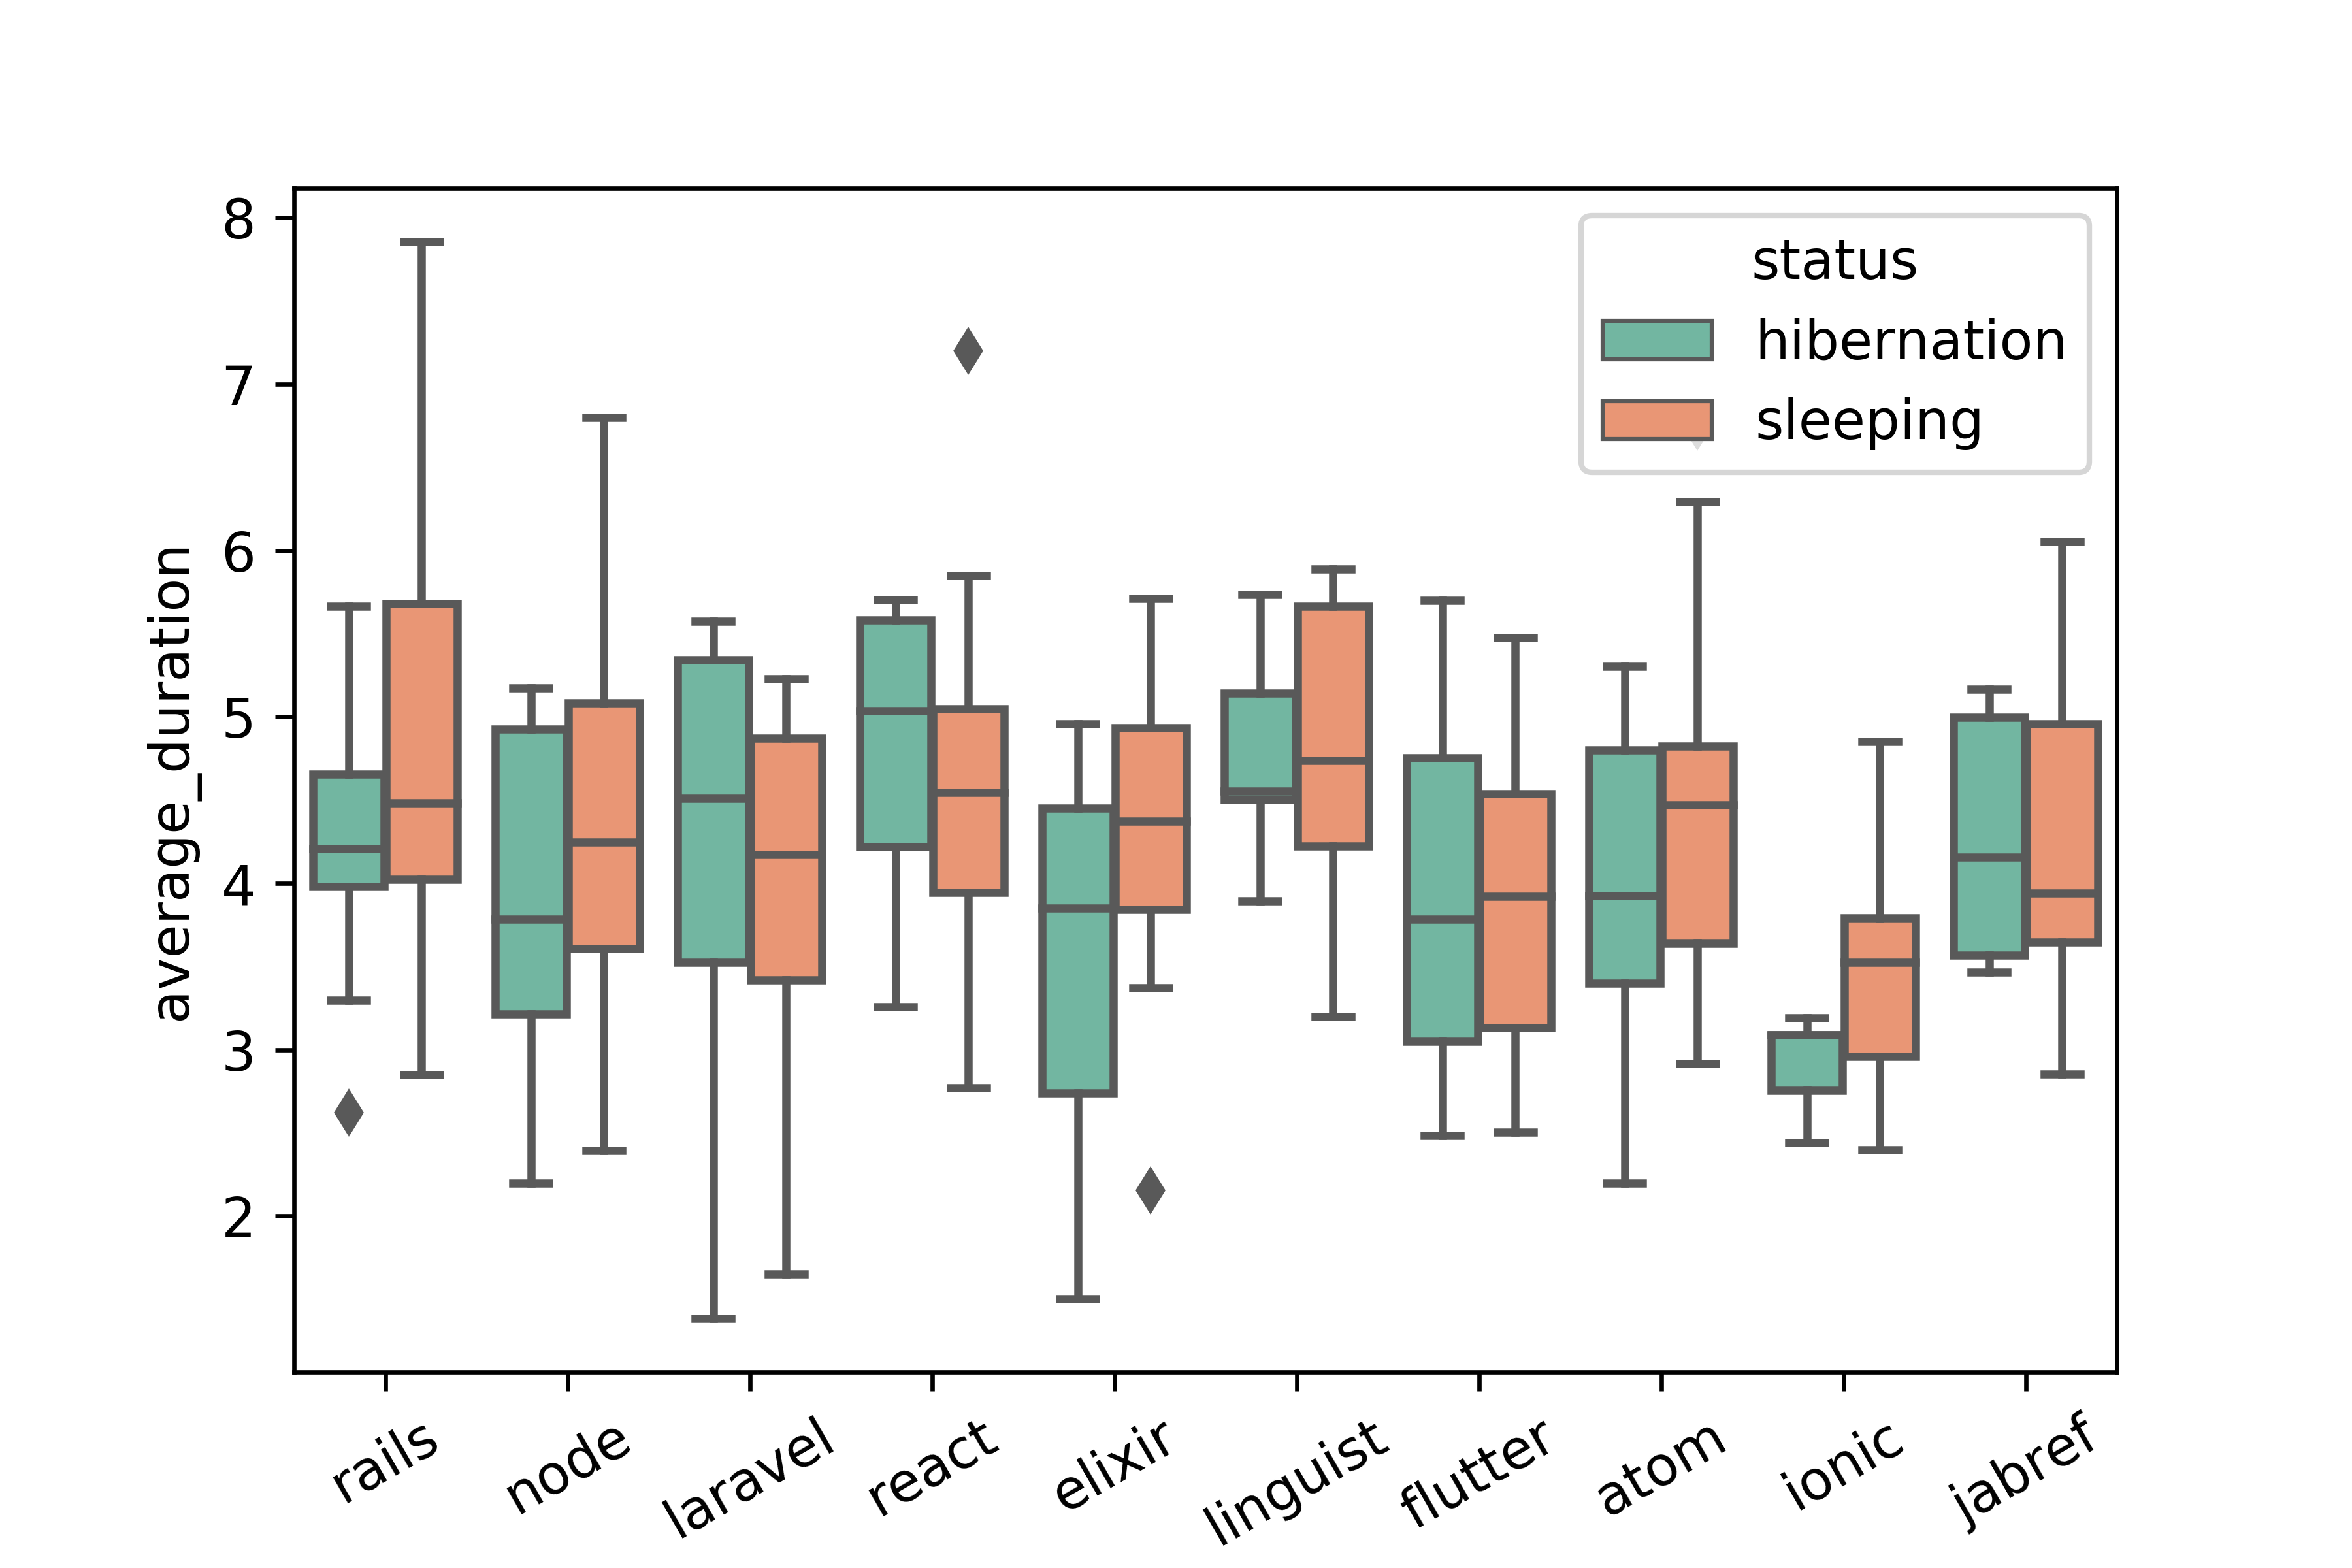 status
hibernation
sleeping
average_duration
8
7
6
5
4
3
2
rails
node
laravel
react
elixir
linguist
flutter
atom
ionic
jabref